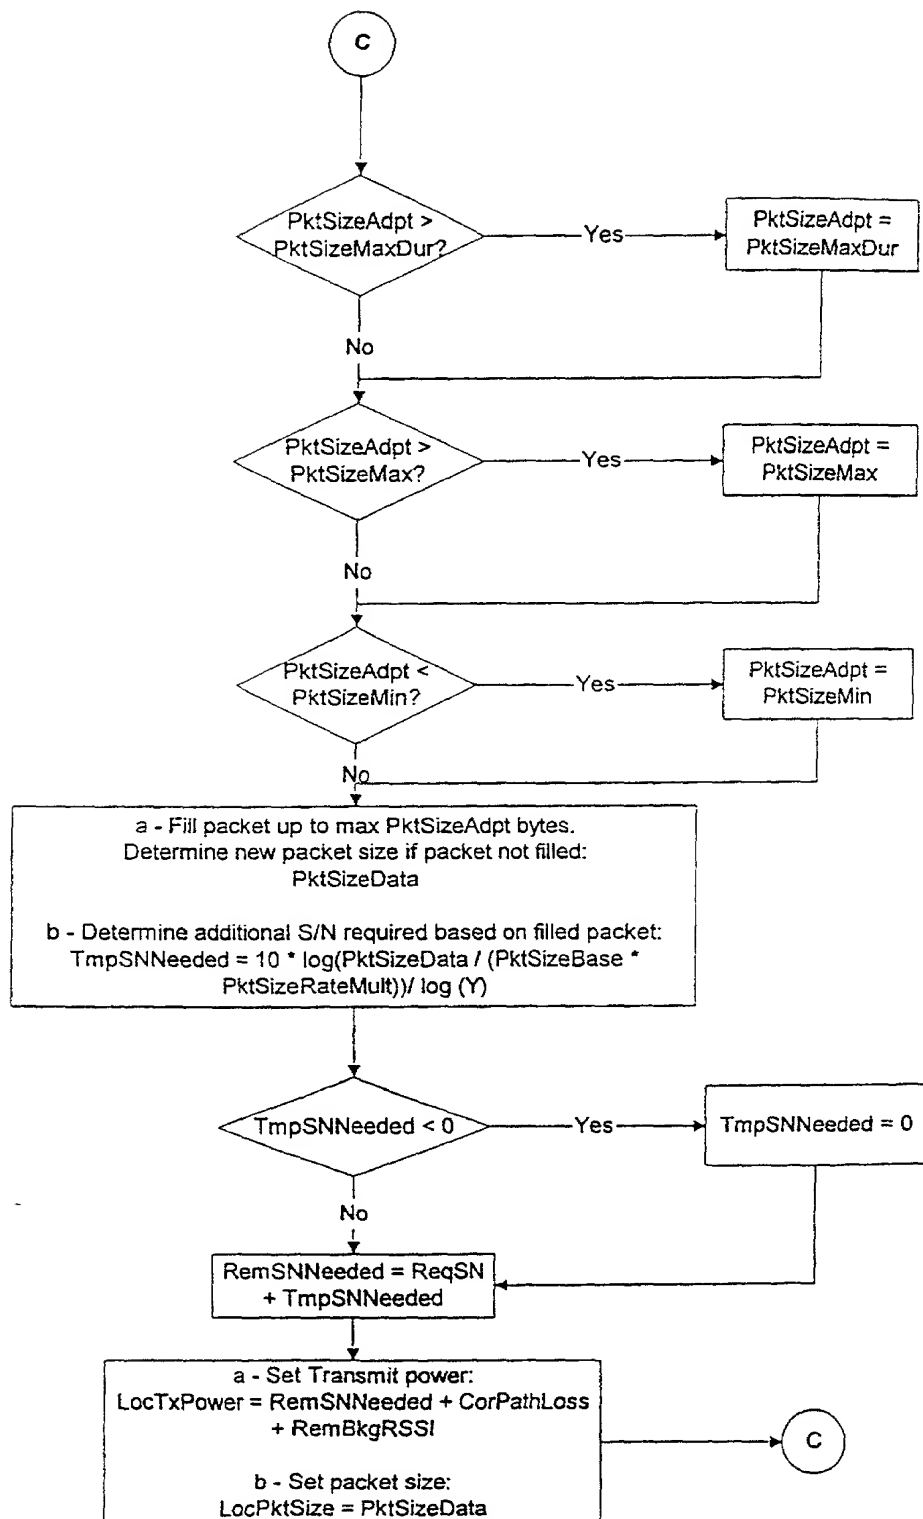 C
PktSizeAdpt >
PktSizeMaxDur?
Yes
PktSizeAdpt =
PktSizeMaxDur
No
PktSizeAdpt >
PktSizeMax?
Yes
PktSizeAdpt =
PktSizeMax
No
PktSizeAdpt <
PktSizeMin?
Yes
PktSizeAdpt =
PktSizeMin
No
a - Fill packet up to max PktSizeAdpt bytes.
Determine new packet size if packet not filled:
PktSizeData
b - Determine additional S/N required based on filled packet:
TmpSNNeeded = 10 * log(PktSizeData / (PktSizeBase *
PktSizeRateMult))/ log (Y)
TmpSNNeeded < 0
Yes
TmpSNNeeded = 0
No
RemSNNeeded = ReqSN
+ TmpSNNeeded
a - Set Transmit power:
LocTxPower = RemSNNeeded + CorPathLoss
+ RemBkgRSSI
b - Set packet size:
LocPktSize = PktSizeData
C